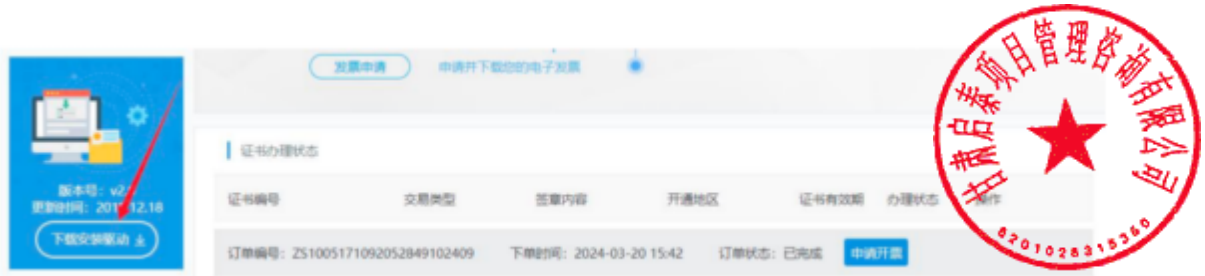 发票申请 申请并下载您的电子发票
证书办理状态
版本号：v2.
更新时间：201 12.18
下载安装驱动
证书编号 交易类型 签章内容 开通地区 证书有效期 办理状态 操作
订单编号：ZS1005171092052849102409 下单时间：2024-03-20 15:42 订单状态：已完成 申请开票
甘肃启泰项目管理咨询有限公司
6201028315360